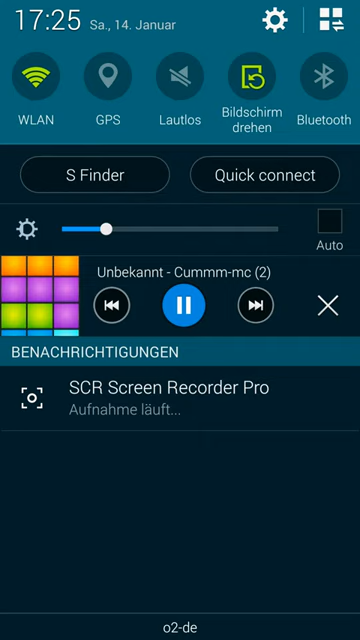 17:25 Sa., 14. Januar
WLAN GPS Lautlos Bildschirm drehen Bluetooth
S Finder Quick connect
Auto
Unbekannt - Cummm-mc (2)
BENACHRICHTIGUNGEN
SCR Screen Recorder Pro
Aufnahme läuft...
o2-de